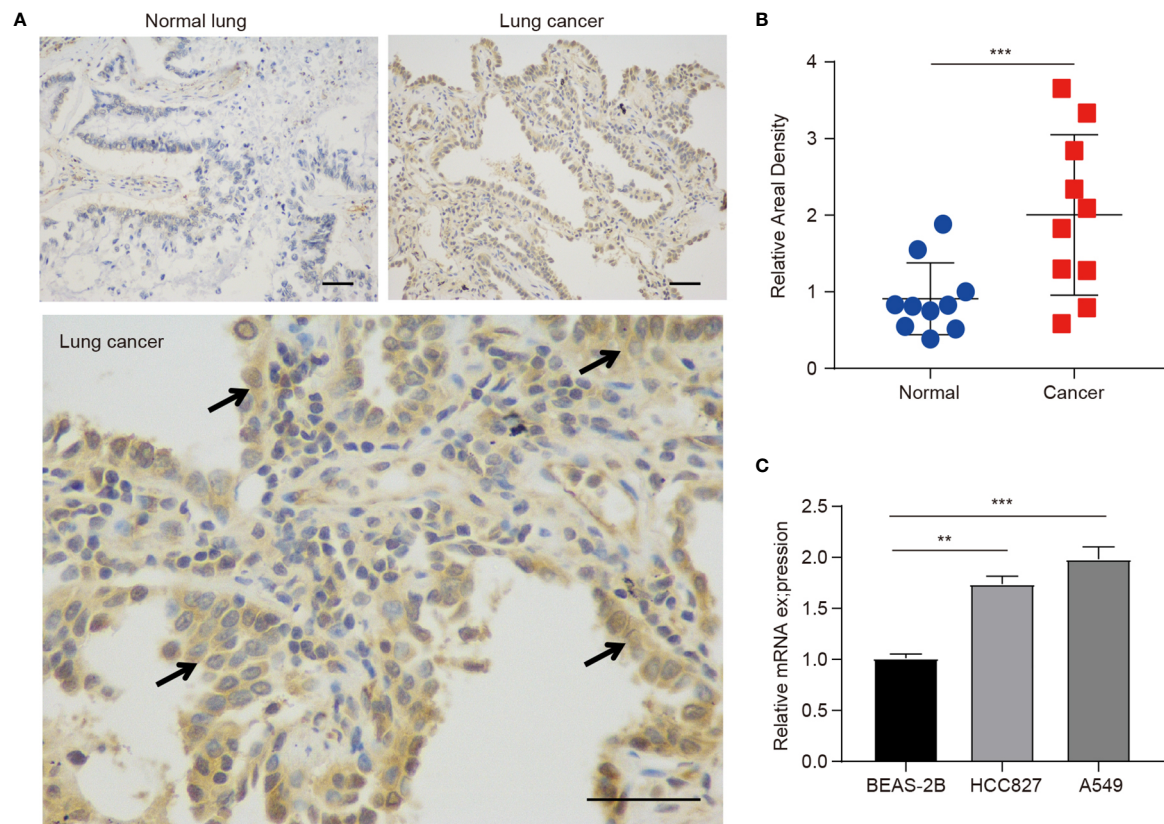 A
Normal lung
Lung cancer
Lung cancer
B
***
Relative Areal Density
4
3
2
1
0
Normal
Cancer
C
***
**
Relative mRNA ex;pression
2.5
2.0
1.5
1.0
0.5
0.0
BEAS-2B
HCC827
A549